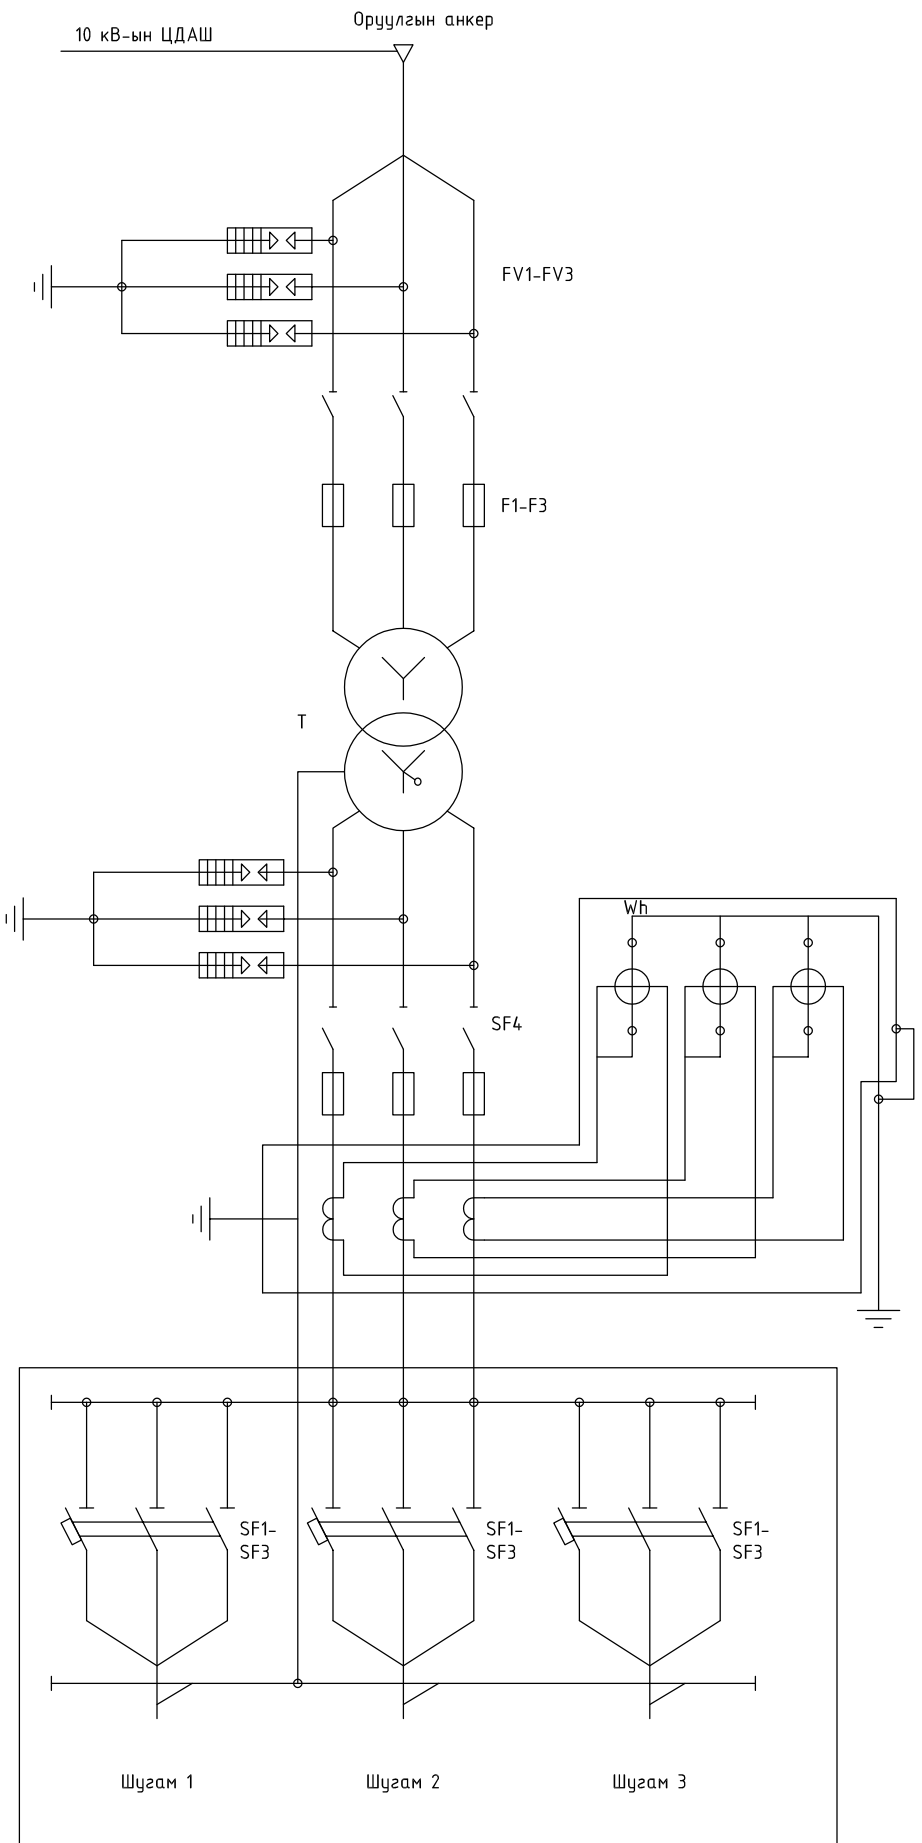 Оруулгын анкер
10 кВ-ын ЦДАШ
FV1-FV3
F1-F3
T
Wh
SF4
SF1-
SF3
SF1-
SF3
SF1-
SF3
Шугам 1
Шугам 2
Шугам 3